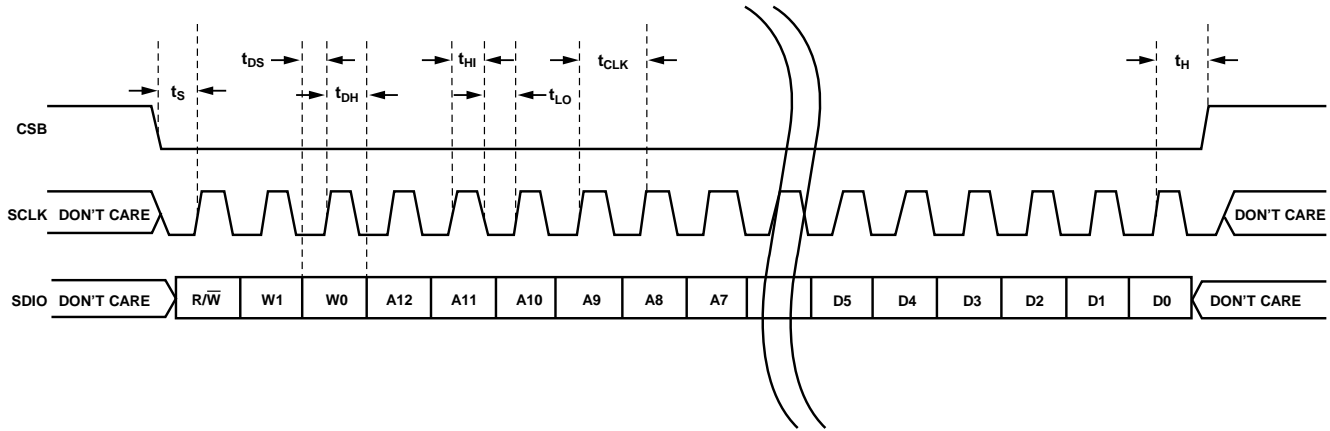 tDS
tHI
tCLK
tH
tS
tDH
tLO
CSB
SCLK DON'T CARE
DON'T CARE
SDIO DON'T CARE
R/W̅
W1
W0
A12
A11
A10
A9
A8
A7
D5
D4
D3
D2
D1
D0
DON'T CARE